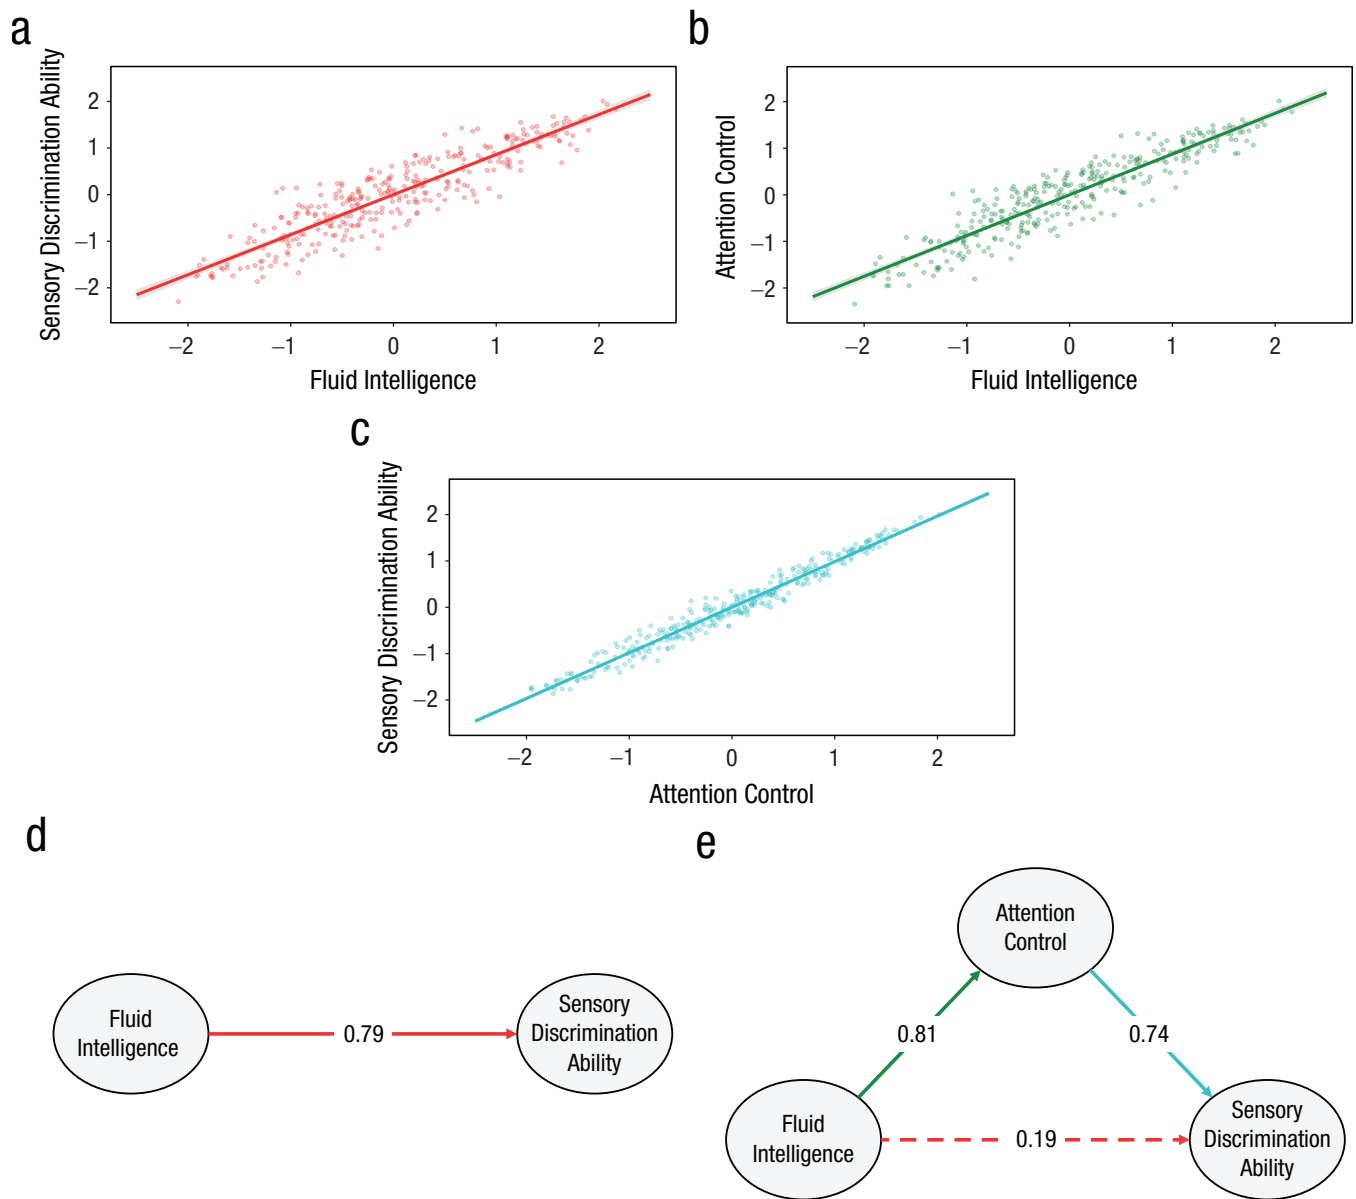 a
Sensory Discrimination Ability
2
1
0
−1
−2
−2 −1 0 1 2
Fluid Intelligence
b
Attention Control
2
1
0
−1
−2
−2 −1 0 1 2
Fluid Intelligence
c
Sensory Discrimination Ability
2
1
0
−1
−2
−2 −1 0 1 2
Attention Control
d
Fluid
Intelligence
0.79
Sensory
Discrimination
Ability
e
Attention
Control
0.81
0.74
Fluid
Intelligence
0.19
Sensory
Discrimination
Ability